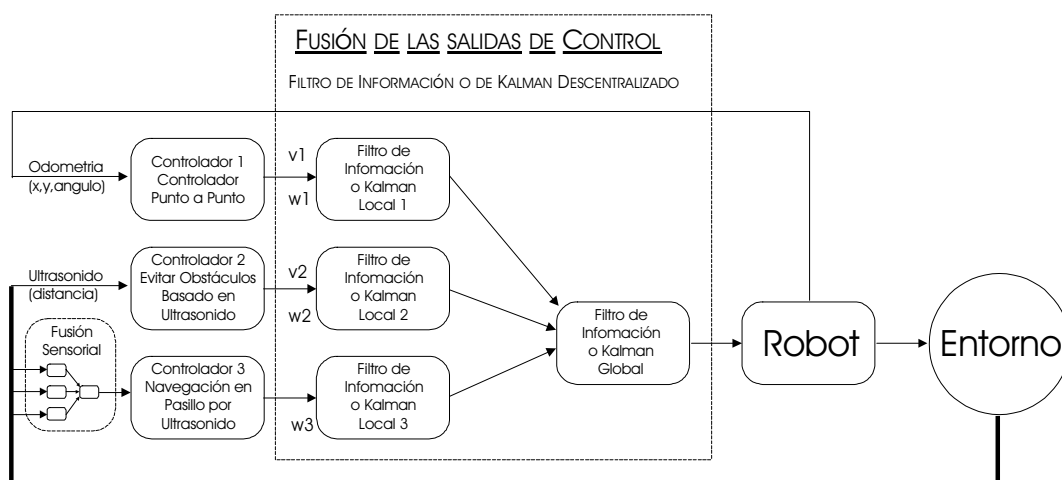 FUSIÓN DE LAS SALIDAS DE CONTROL
FILTRO DE INFORMACIÓN O DE KALMAN DESCENTRALIZADO
Odometria
(x,y,angulo)
Controlador 1
Controlador
Punto a Punto
v1
w1
Filtro de
Infomación
o Kalman
Local 1
Ultrasonido
(distancia)
Controlador 2
Evitar Obstáculos
Basado en
Ultrasonido
v2
w2
Filtro de
Infomación
o Kalman
Local 2
Fusión
Sensorial
Controlador 3
Navegación en
Pasillo por
Ultrasonido
w3
Filtro de
Infomación
o Kalman
Local 3
Filtro de
Infomación
o Kalman
Global
Robot
Entorno